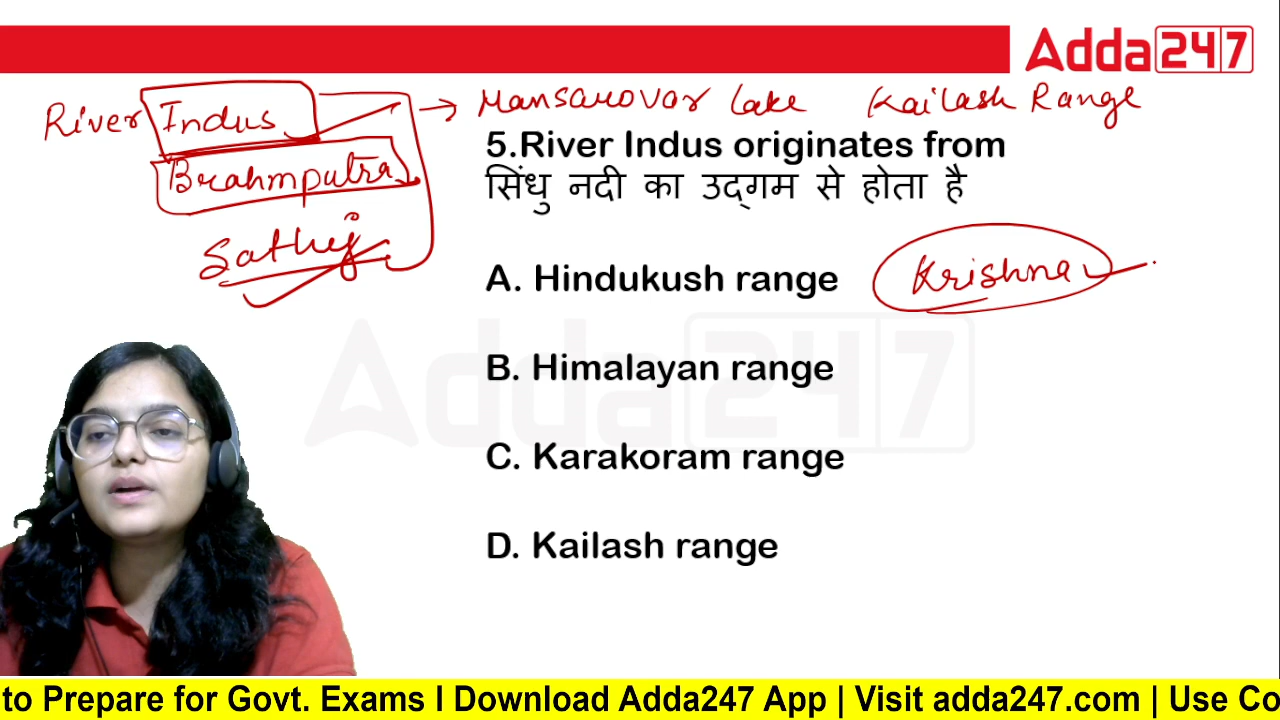 Adda247
River Indus → Mansarovar Lake Kailash Range
Brahmputra
Sathuj
5.River Indus originates from
सिंधु नदी का उद्गम से होता है
A. Hindukush range
Krishna
B. Himalayan range
Adda247
C. Karakoram range
D. Kailash range
to Prepare for Govt. Exams I Download Adda247 App | Visit adda247.com | Use Co